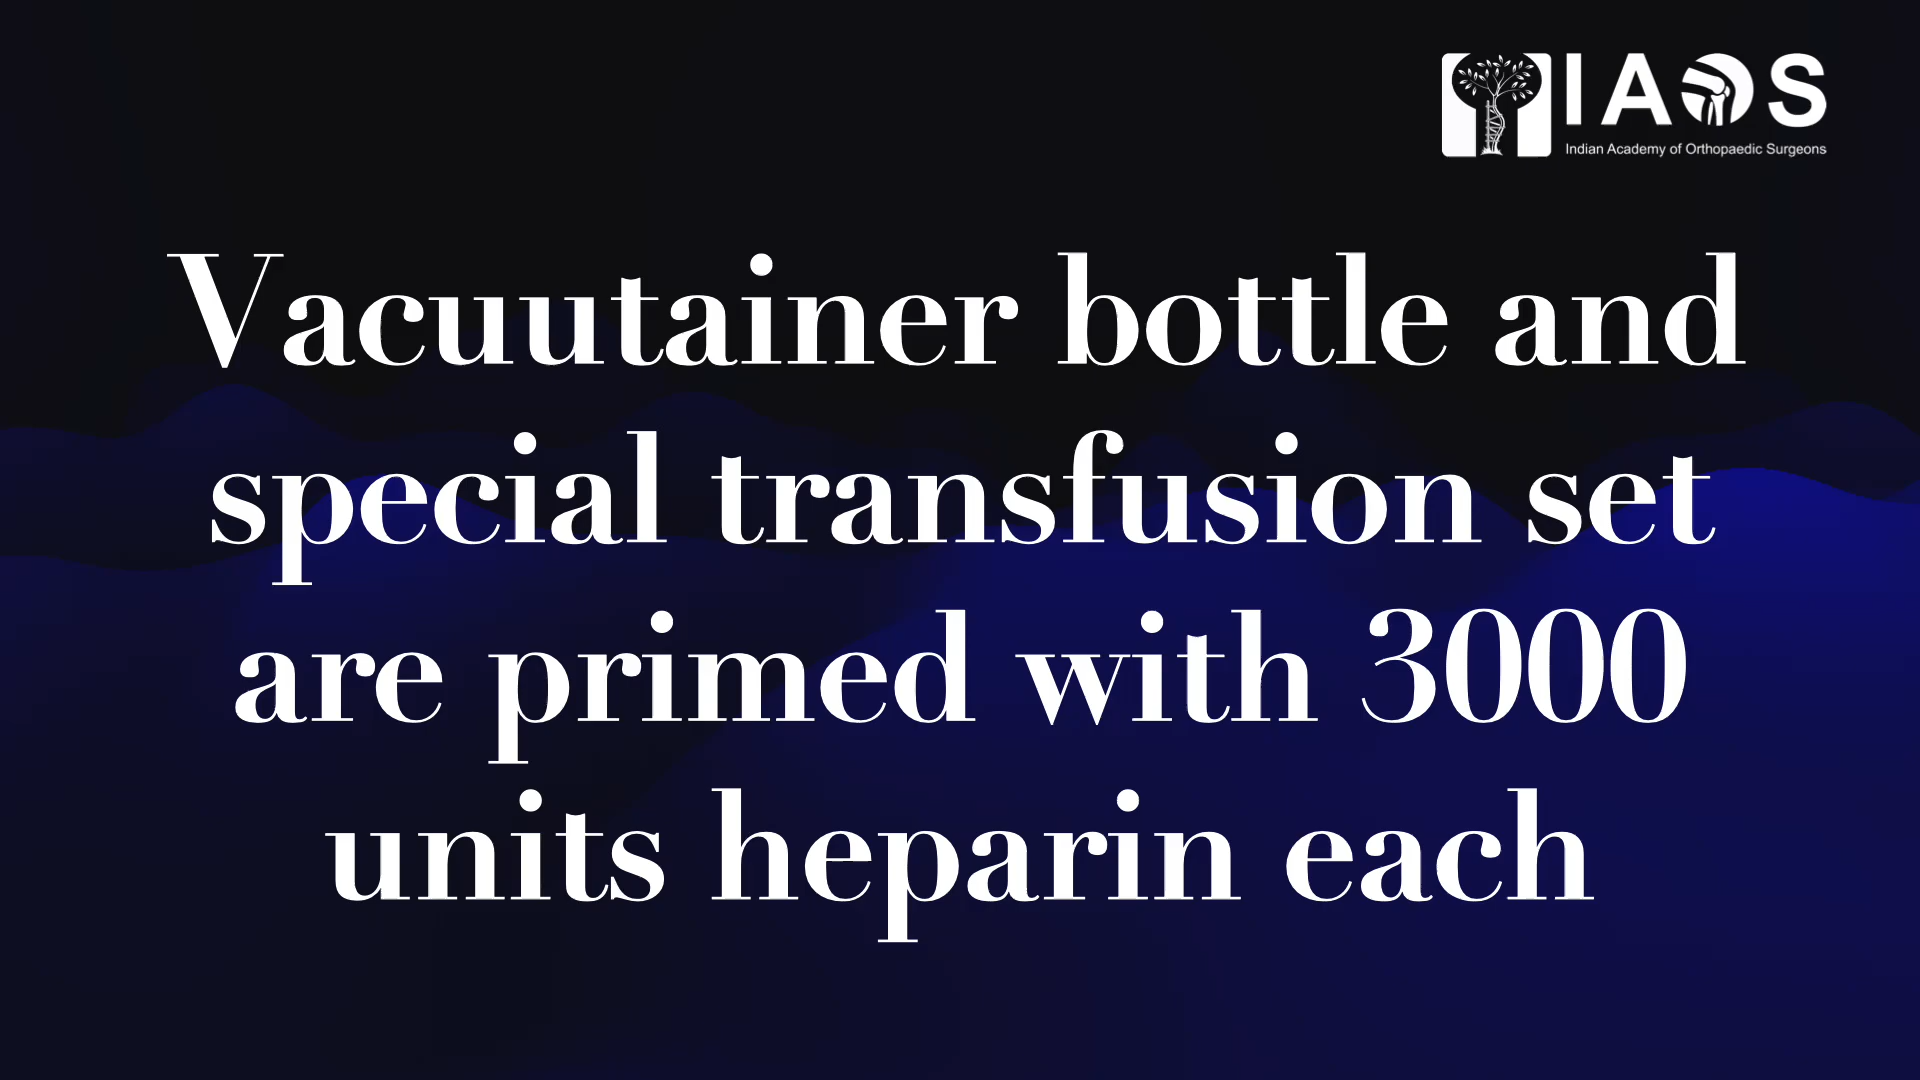 IAOS
Indian Academy of Orthopaedic Surgeons
Vacuutainer bottle and
special transfusion set
are primed with 3000
units heparin each